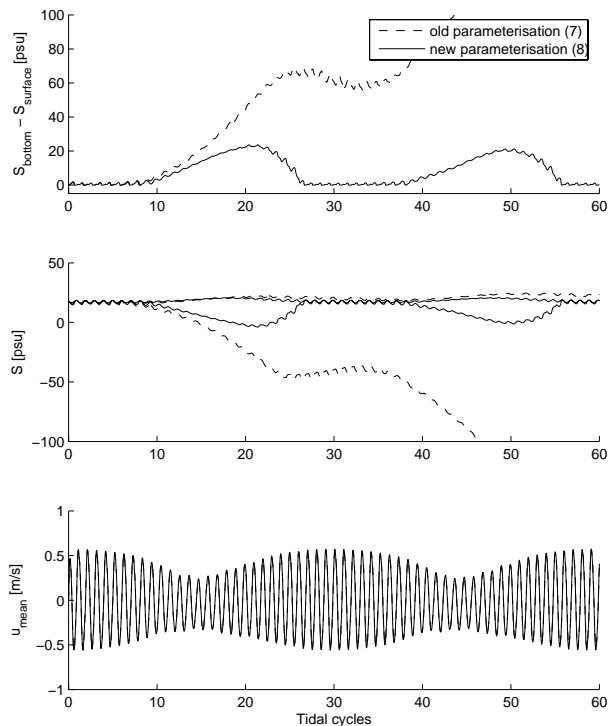 old parameterisation (7)
new parameterisation (8)
S_bottom − S_surface [psu]
100
80
60
40
20
0
0 10 20 30 40 50 60
S [psu]
50
0
−50
−100
0 10 20 30 40 50 60
u_mean [m/s]
1
0.5
0
−0.5
−1
0 10 20 30 40 50 60
Tidal cycles